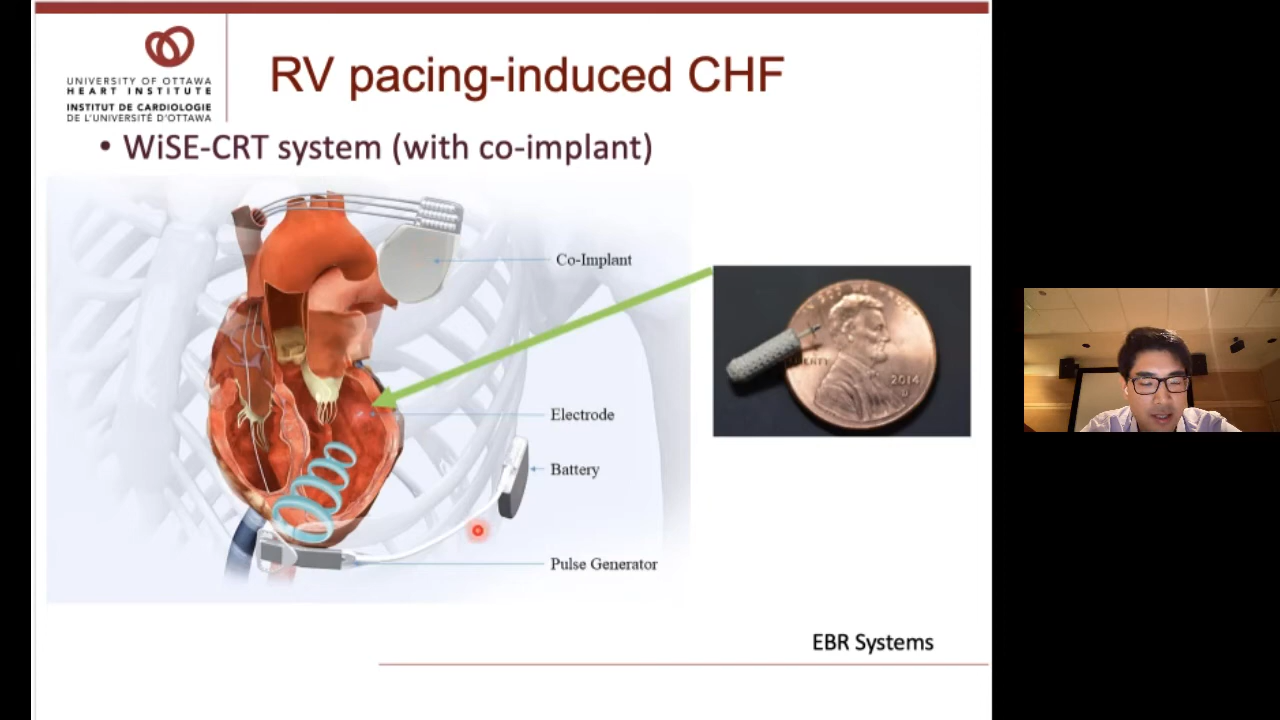 UNIVERSITY OF OTTAWA
HEART INSTITUTE
INSTITUT DE CARDIOLOGIE
DE L'UNIVERSITÉ D'OTTAWA
RV pacing-induced CHF
• WiSE-CRT system (with co-implant)
Co-Implant
Electrode
Battery
Pulse Generator
2014
EBR Systems